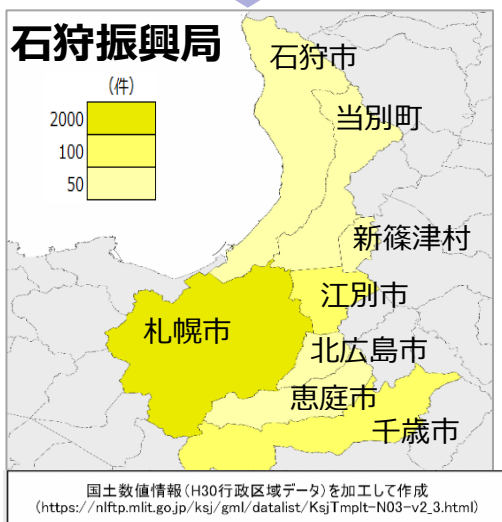 石狩振興局
(件)
2000
100
50
石狩市
当別町
新篠津村
江別市
札幌市
北広島市
恵庭市
千歳市
国土数値情報(H30行政区域データ)を加工して作成
(https://nlftp.mlit.go.jp/ksj/gml/datalist/KsjTmplt-N03-v2_3.html)